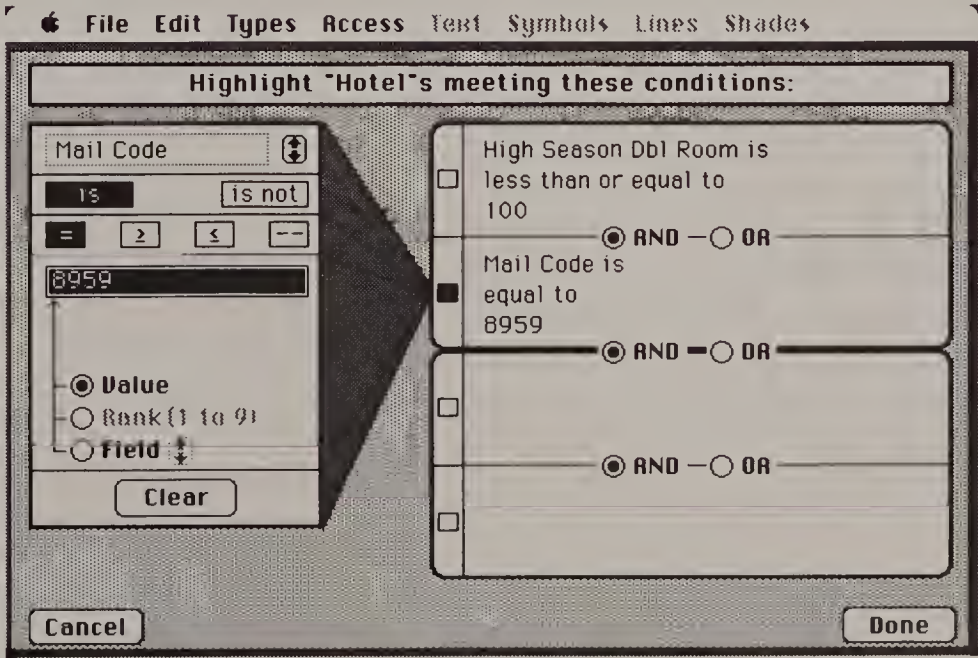 File Edit Types Access Text Symbols Lines Shades
Highlight "Hotel"s meeting these conditions:
Mail Code
is is not
= ≥ ≤ --
8959
Value
Rank (1 to 9)
Field
Clear
High Season Dbl Room is
less than or equal to
100
AND OR
Mail Code is
equal to
8959
AND OR
AND OR
Cancel
Done